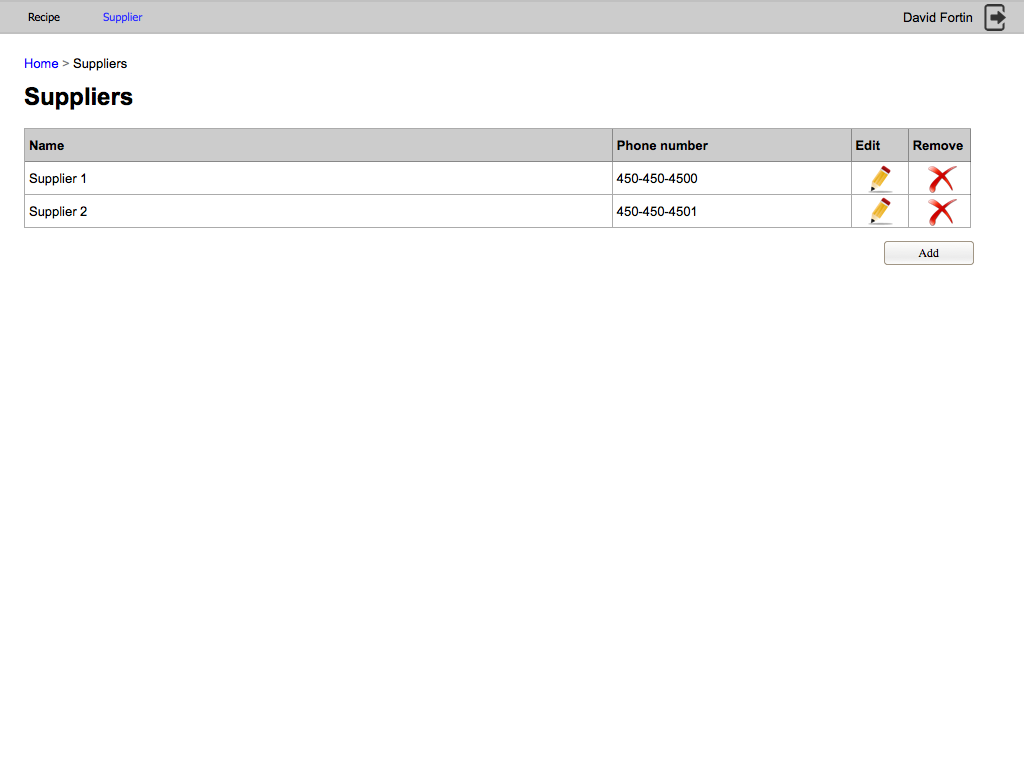 Recipe Supplier David Fortin
Home > Suppliers
Suppliers
Name Phone number Edit Remove
Supplier 1 450-450-4500
Supplier 2 450-450-4501
Add